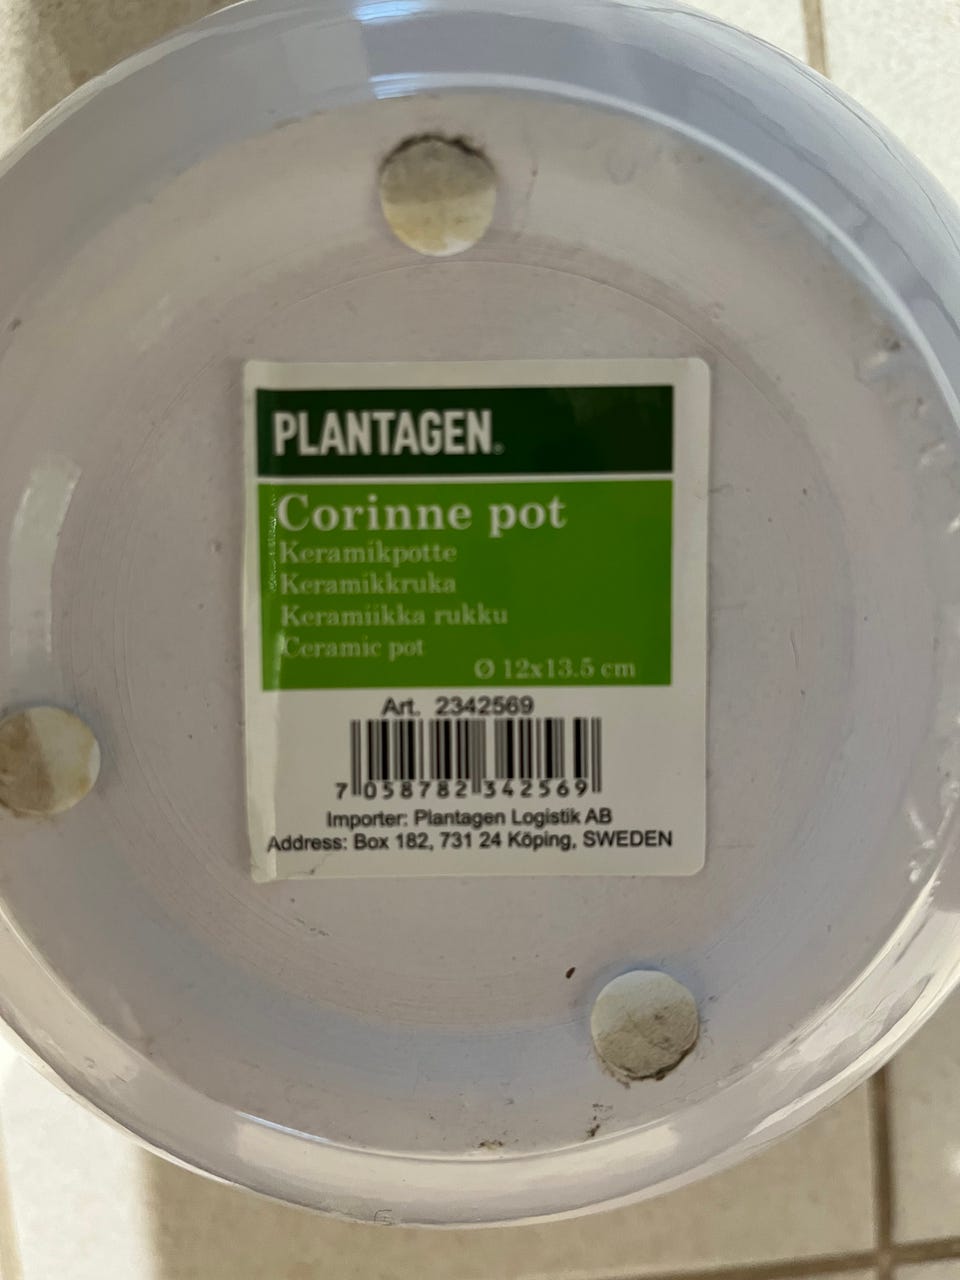 PLANTAGEN®
Corinne pot
Keramikpotte
Keramikkruka
Keramiikka rukku
Ceramic pot
Ø 12x13.5 cm
Art. 2342569
7 058782 342569
Importer: Plantagen Logistik AB
Address: Box 182, 731 24 Köping, SWEDEN